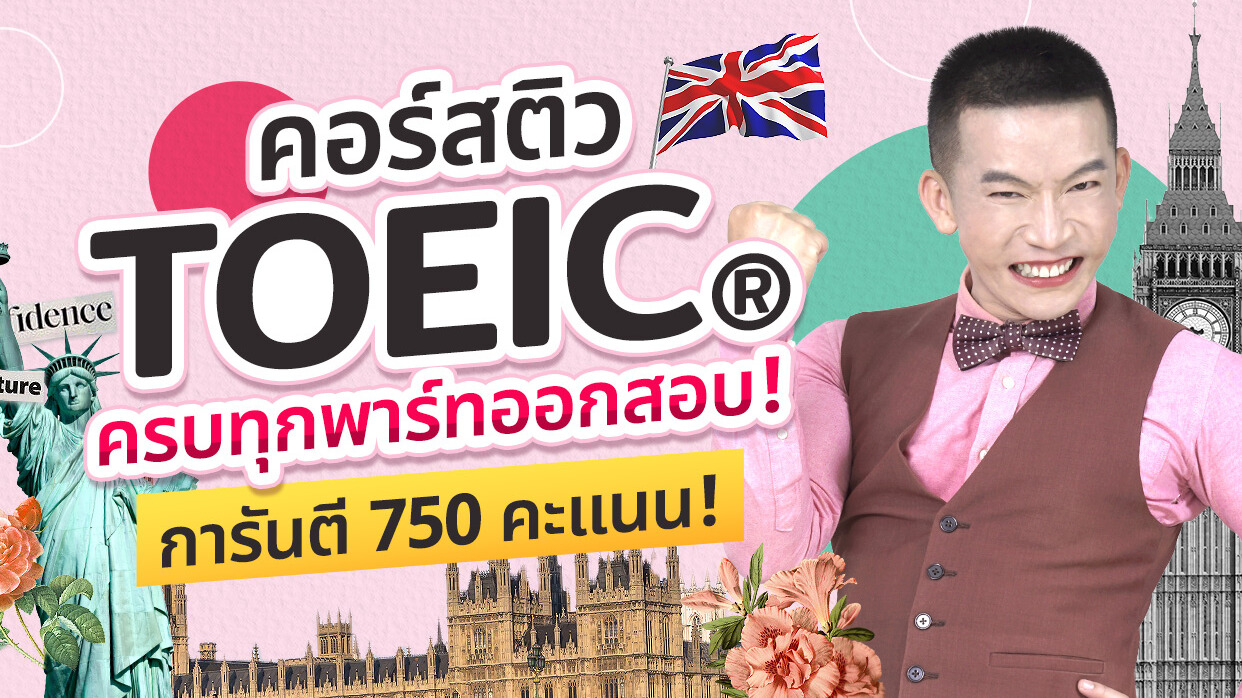 คอร์สติว
TOEIC®
ครบทุกพาร์ทออกสอบ!
การันตี 750 คะแนน!
fidence
ture